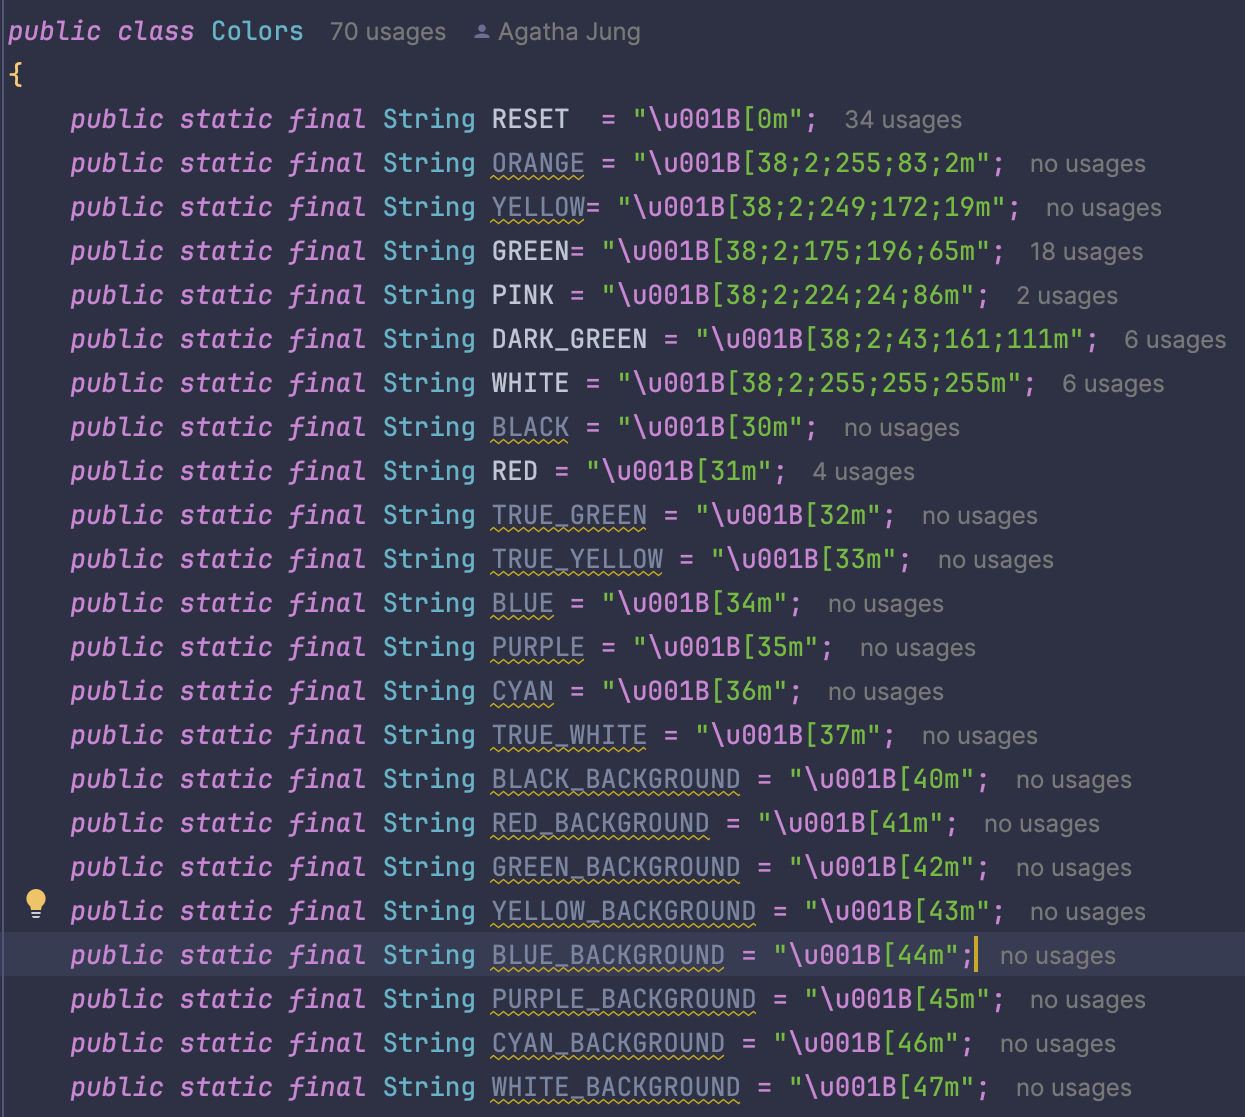 public class Colors 70 usages Agatha Jung
{
public static final String RESET  = "\u001B[0m"; 34 usages
public static final String ORANGE = "\u001B[38;2;255;83;2m"; no usages
public static final String YELLOW= "\u001B[38;2;249;172;19m"; no usages
public static final String GREEN= "\u001B[38;2;175;196;65m"; 18 usages
public static final String PINK = "\u001B[38;2;224;24;86m"; 2 usages
public static final String DARK_GREEN = "\u001B[38;2;43;161;111m"; 6 usages
public static final String WHITE = "\u001B[38;2;255;255;255m"; 6 usages
public static final String BLACK = "\u001B[30m"; no usages
public static final String RED = "\u001B[31m"; 4 usages
public static final String TRUE_GREEN = "\u001B[32m"; no usages
public static final String TRUE_YELLOW = "\u001B[33m"; no usages
public static final String BLUE = "\u001B[34m"; no usages
public static final String PURPLE = "\u001B[35m"; no usages
public static final String CYAN = "\u001B[36m"; no usages
public static final String TRUE_WHITE = "\u001B[37m"; no usages
public static final String BLACK_BACKGROUND = "\u001B[40m"; no usages
public static final String RED_BACKGROUND = "\u001B[41m"; no usages
public static final String GREEN_BACKGROUND = "\u001B[42m"; no usages
public static final String YELLOW_BACKGROUND = "\u001B[43m"; no usages
public static final String BLUE_BACKGROUND = "\u001B[44m"; no usages
public static final String PURPLE_BACKGROUND = "\u001B[45m"; no usages
public static final String CYAN_BACKGROUND = "\u001B[46m"; no usages
public static final String WHITE_BACKGROUND = "\u001B[47m"; no usages